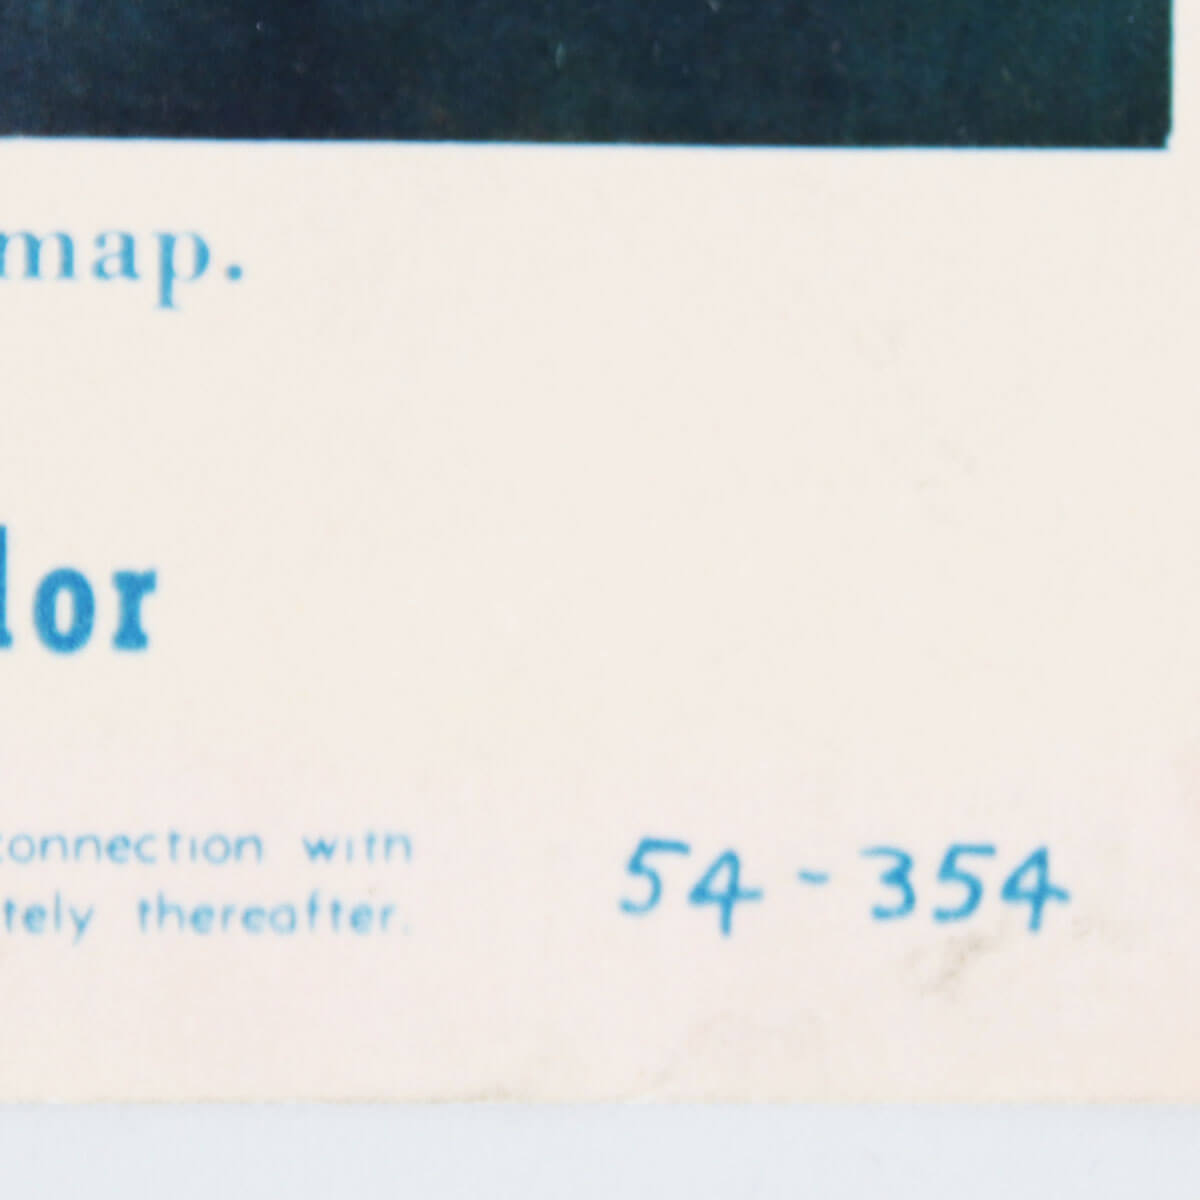 map.
lor
connection with
tely thereafter.
54-354